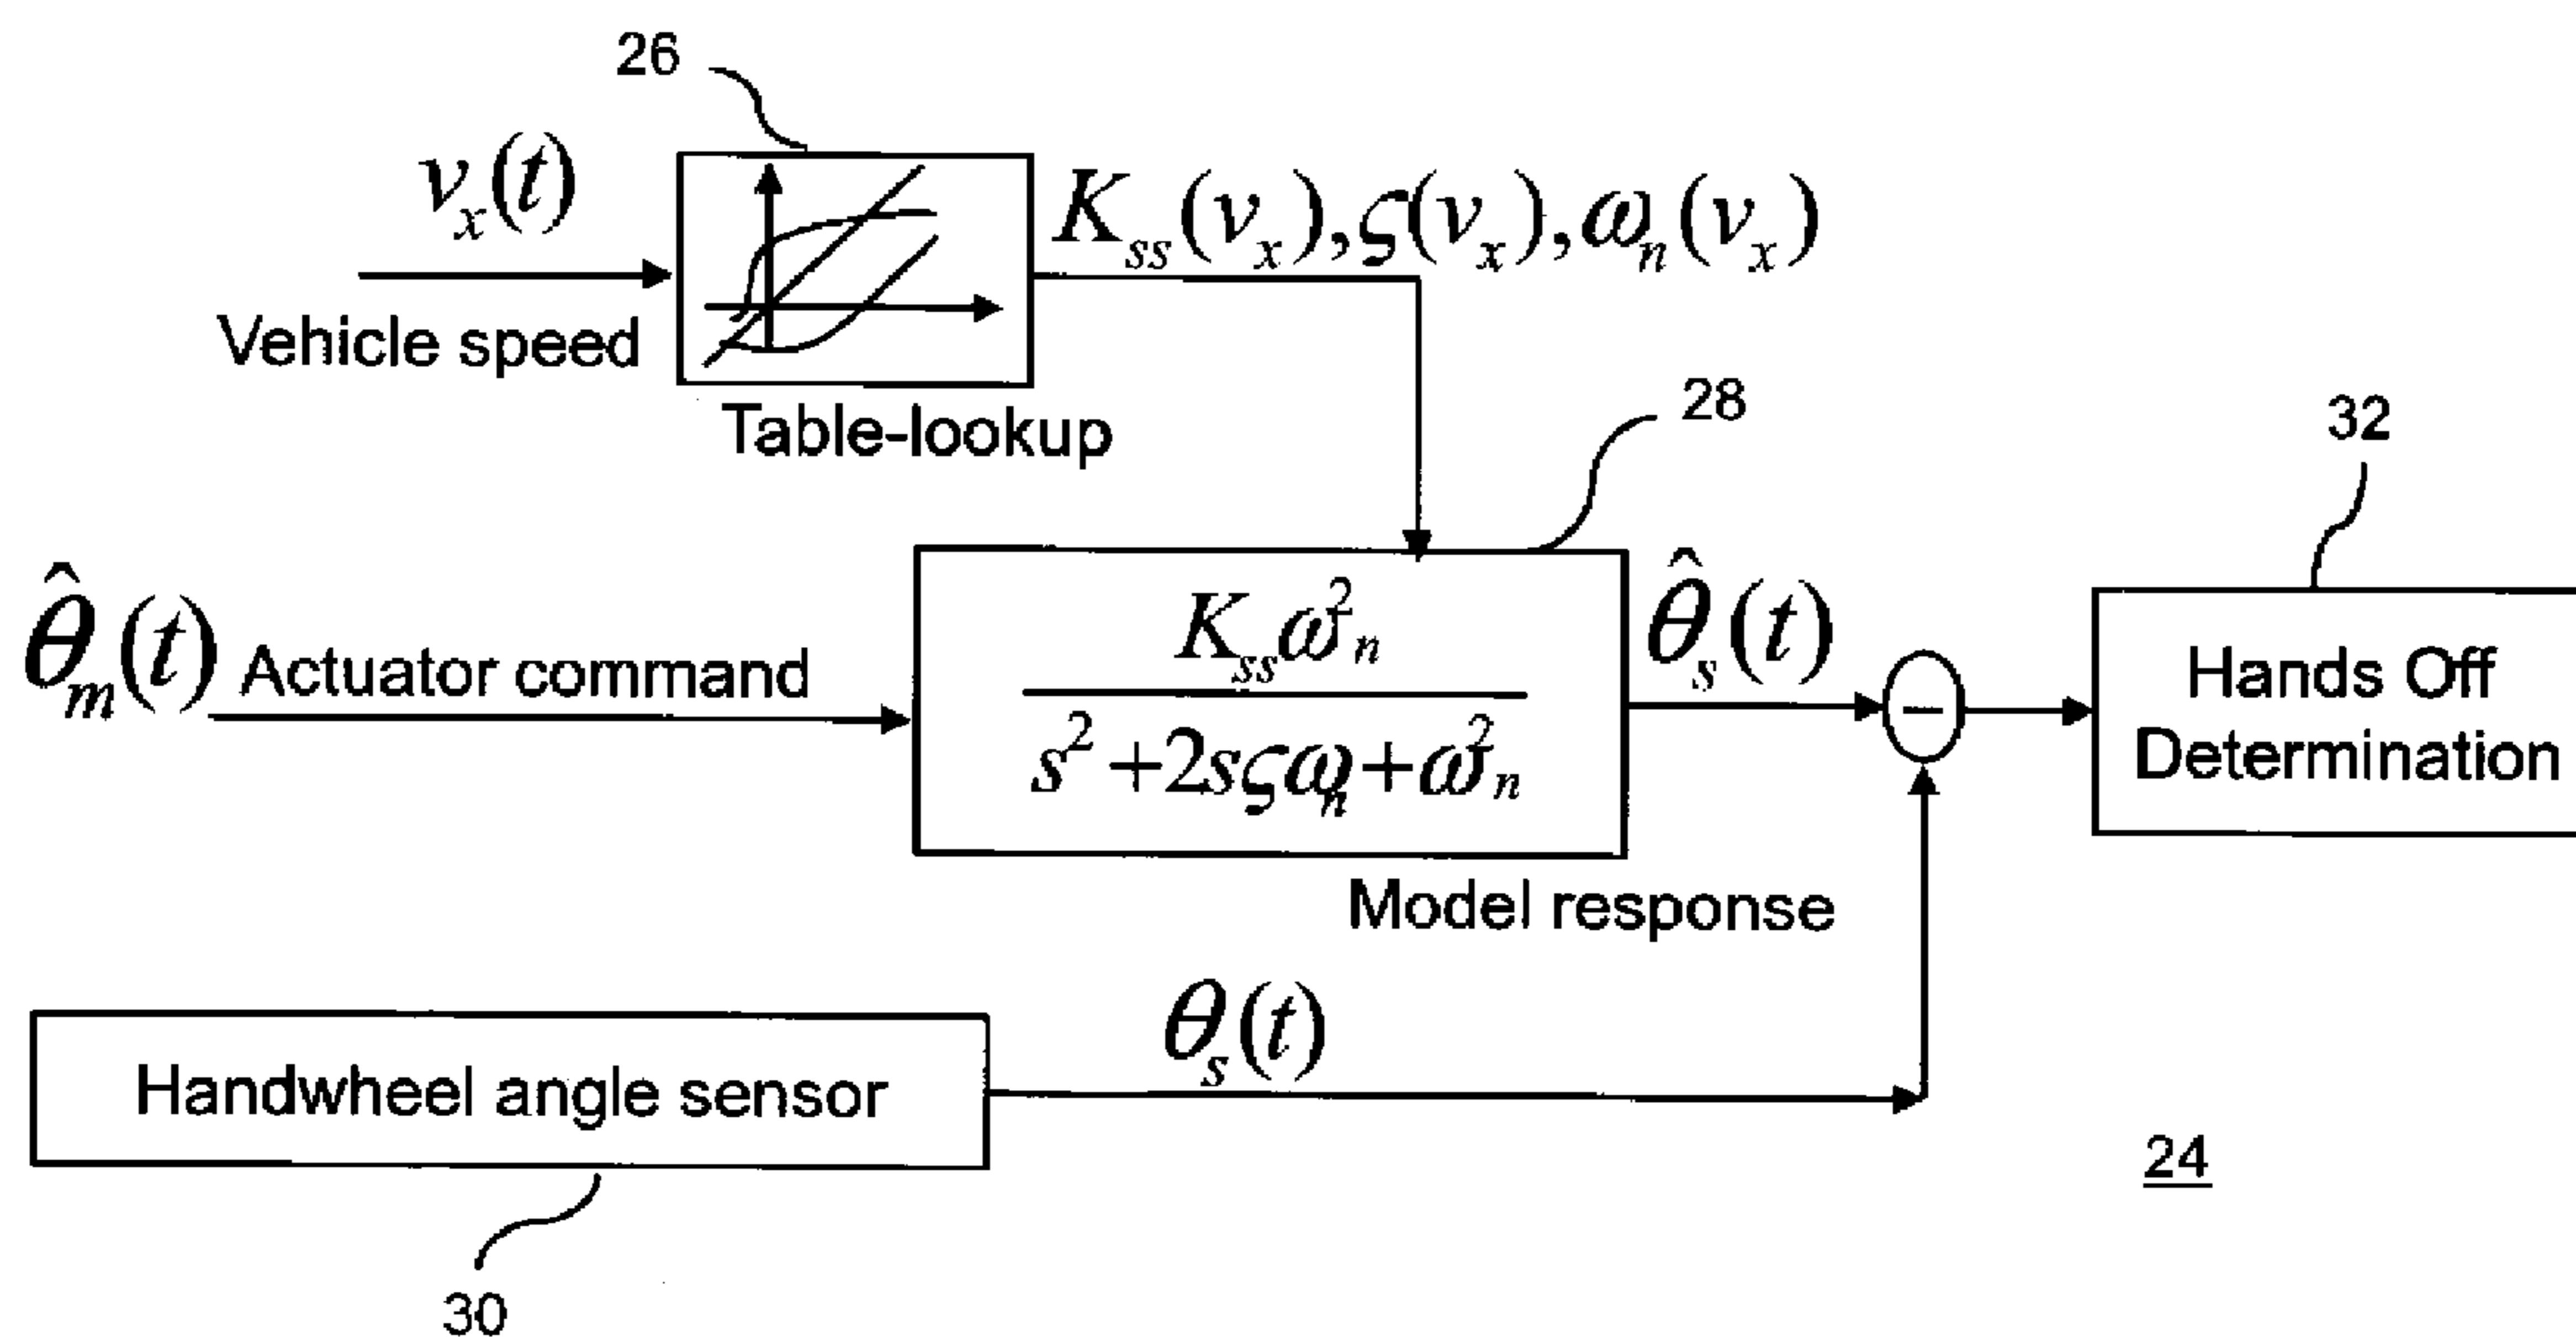 26
v_x(t)
K_ss(v_x),ς(v_x),ω_n(v_x)
Vehicle speed
Table-lookup
28
32
θ̂_m(t) Actuator command
K_ss ω²_n
s²+2sςω_n+ω²_n
θ̂_s(t)
−
Hands Off
Determination
Model response
θ_s(t)
Handwheel angle sensor
24
30